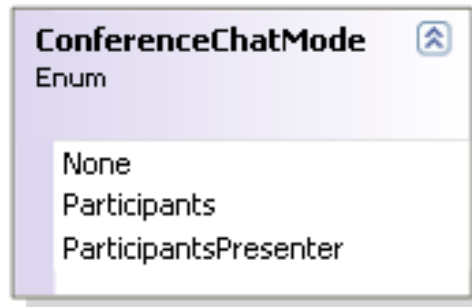 ConferenceChatMode
Enum
None
Participants
ParticipantsPresenter